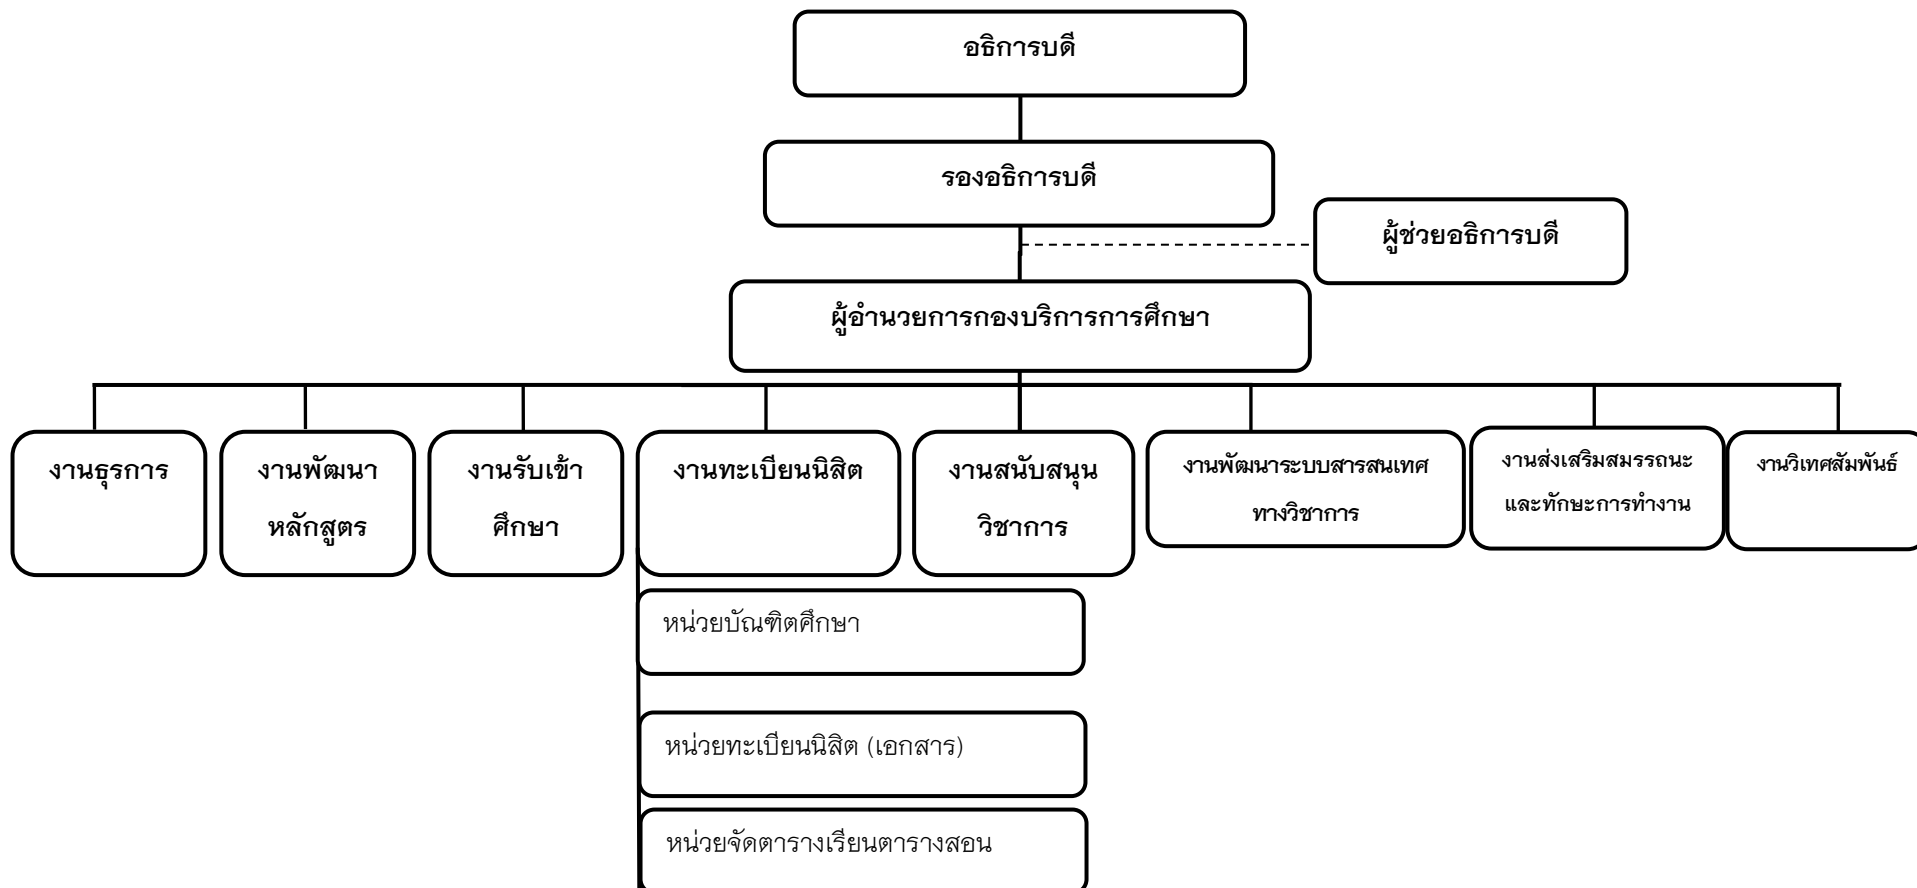 อธิการบดี
รองอธิการบดี
ผู้ช่วยอธิการบดี
ผู้อำนวยการกองบริการการศึกษา
งานธุรการ
งานพัฒนา
หลักสูตร
งานรับเข้า
ศึกษา
งานทะเบียนนิสิต
งานสนับสนุน
วิชาการ
งานพัฒนาระบบสารสนเทศ
ทางวิชาการ
งานส่งเสริมสมรรถนะ
และทักษะการทำงาน
งานวิเทศสัมพันธ์
หน่วยบัณฑิตศึกษา
หน่วยทะเบียนนิสิต (เอกสาร)
หน่วยจัดตารางเรียนตารางสอน